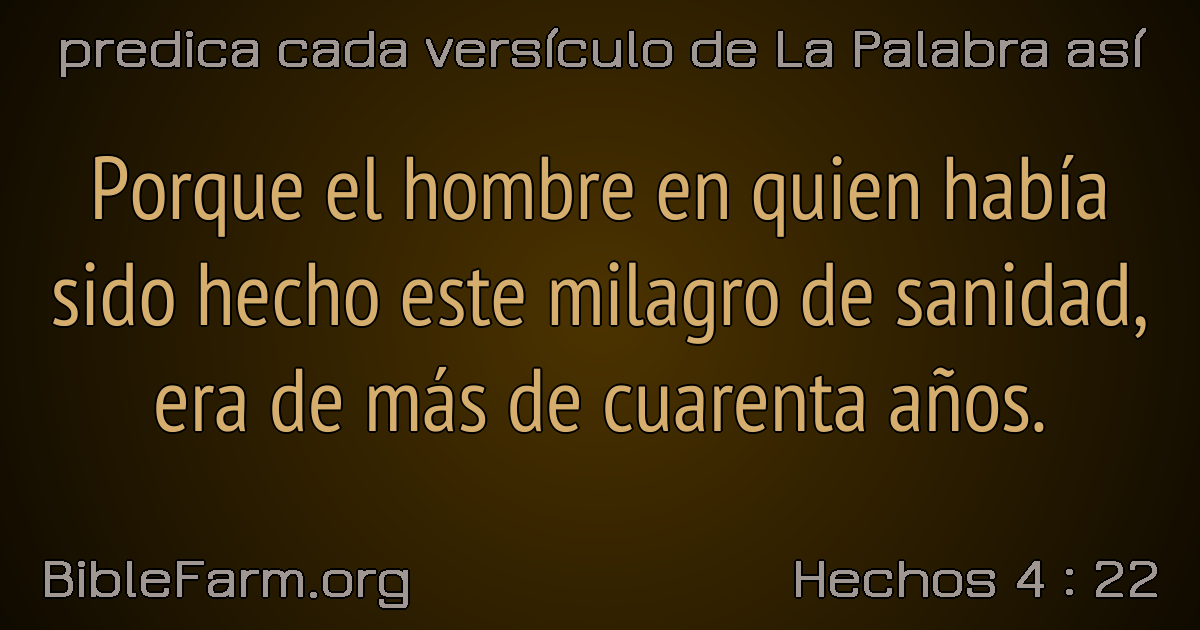 predica cada versículo de La Palabra así
Porque el hombre en quien había
sido hecho este milagro de sanidad,
era de más de cuarenta años.
BibleFarm.org
Hechos 4 : 22